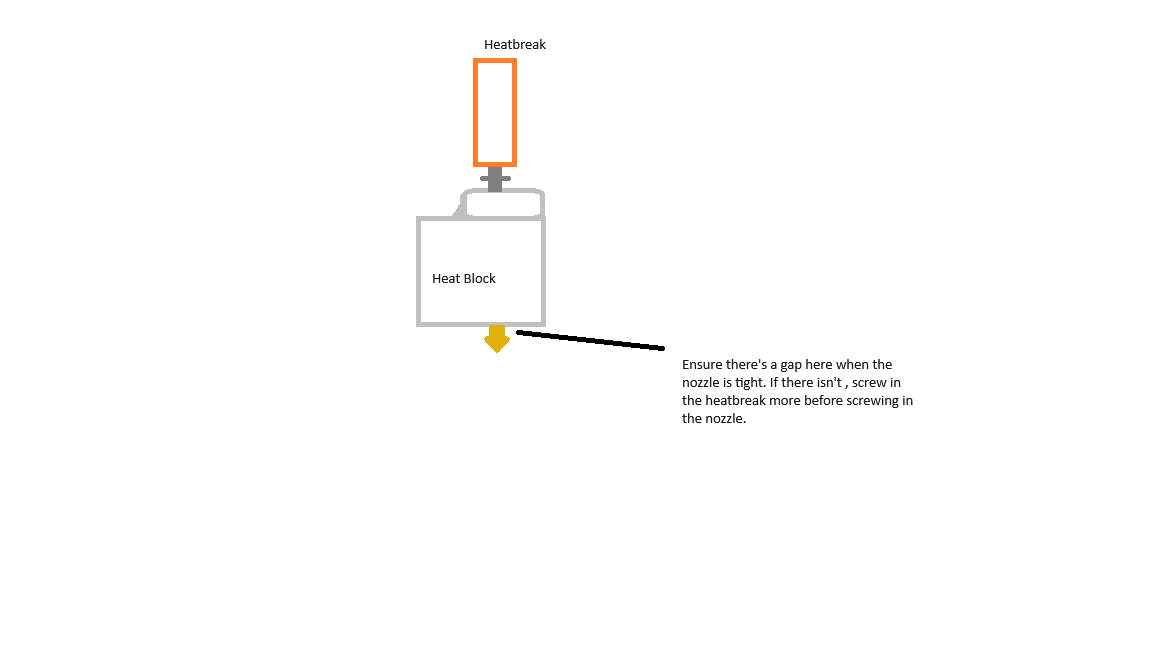 Heatbreak
Heat Block
Ensure there's a gap here when the
nozzle is tight. If there isn't , screw in
the heatbreak more before screwing in
the nozzle.